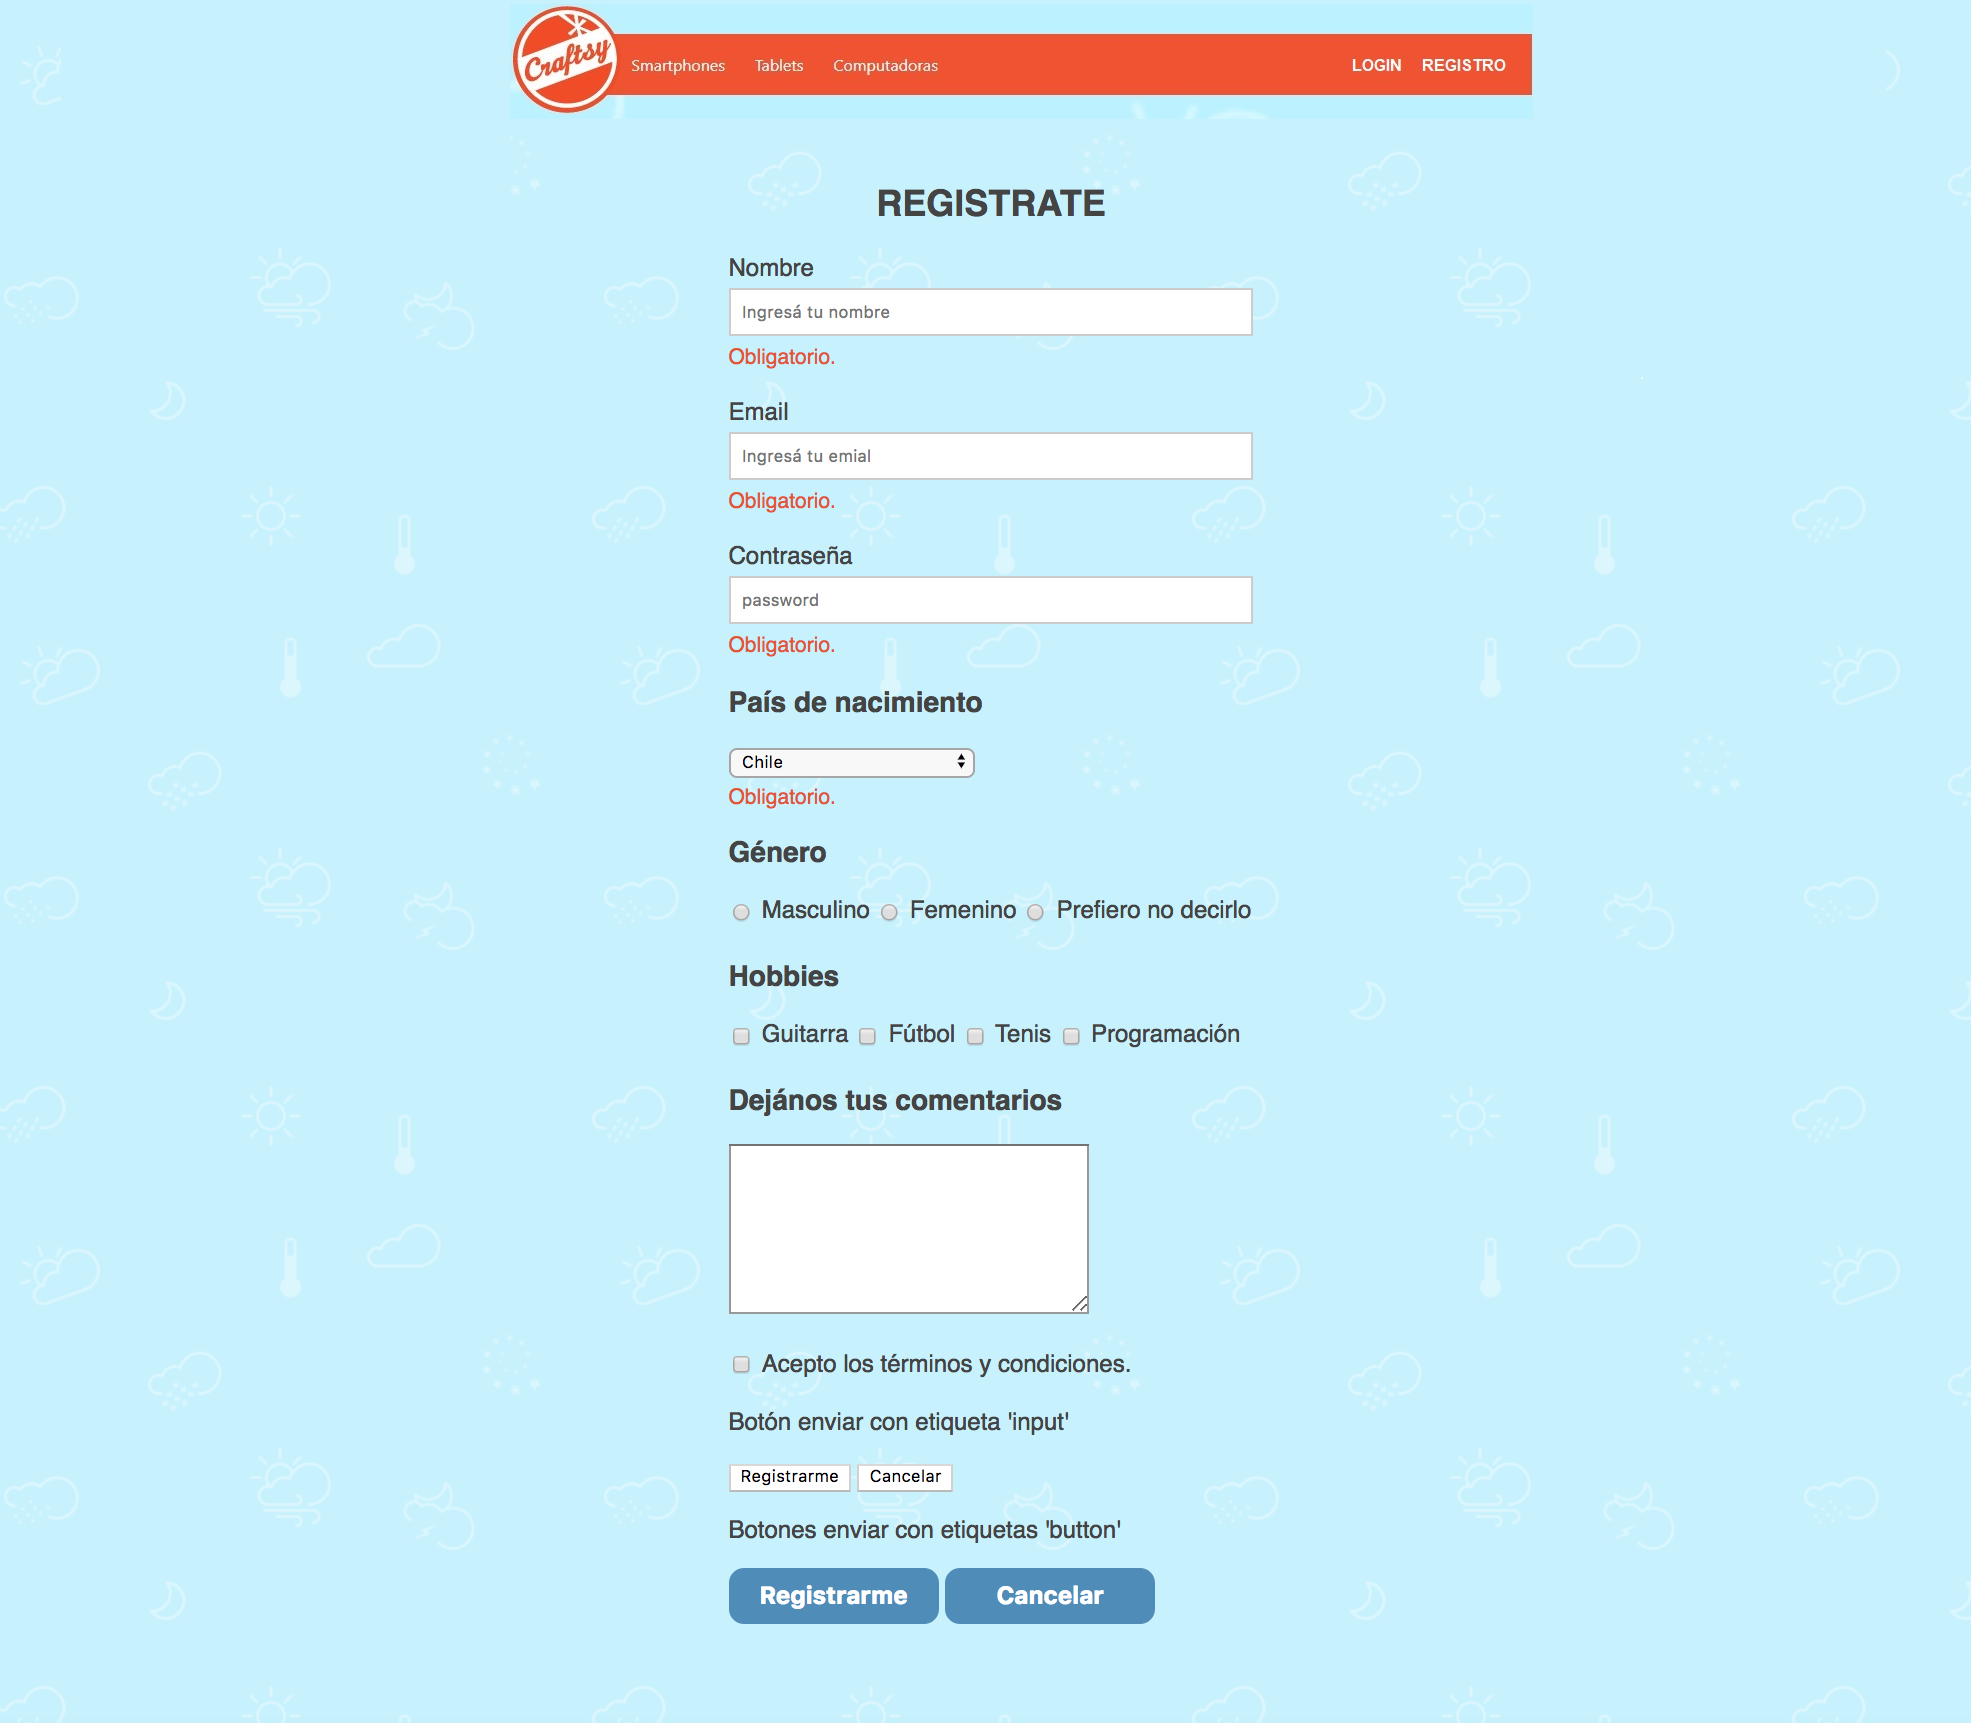 Craftsy
Smartphones Tablets Computadoras LOGIN REGISTRO
REGISTRATE
Nombre
Ingresá tu nombre
Obligatorio.
Email
Ingresá tu emial
Obligatorio.
Contraseña
password
Obligatorio.
País de nacimiento
Chile
Obligatorio.
Género
Masculino Femenino Prefiero no decirlo
Hobbies
Guitarra Fútbol Tenis Programación
Dejános tus comentarios
Acepto los términos y condiciones.
Botón enviar con etiqueta 'input'
Registrarme Cancelar
Botones enviar con etiquetas 'button'
Registrarme Cancelar